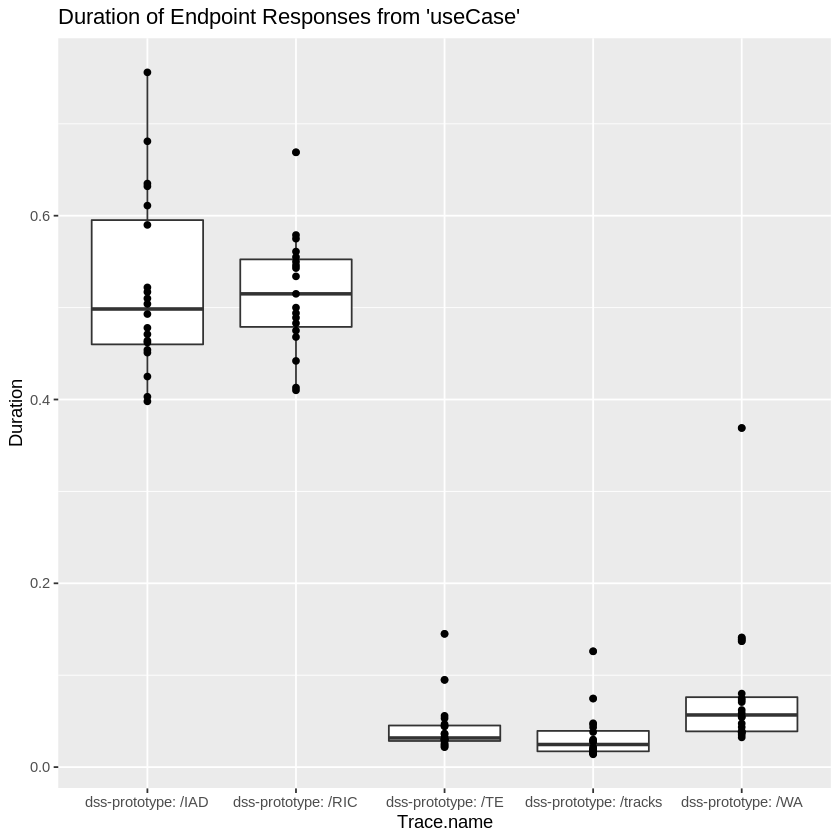 Duration of Endpoint Responses from 'useCase'
Duration
0.6
0.4
0.2
0.0
dss-prototype: /IAD dss-prototype: /RIC dss-prototype: /TE dss-prototype: /tracks dss-prototype: /WA
Trace.name